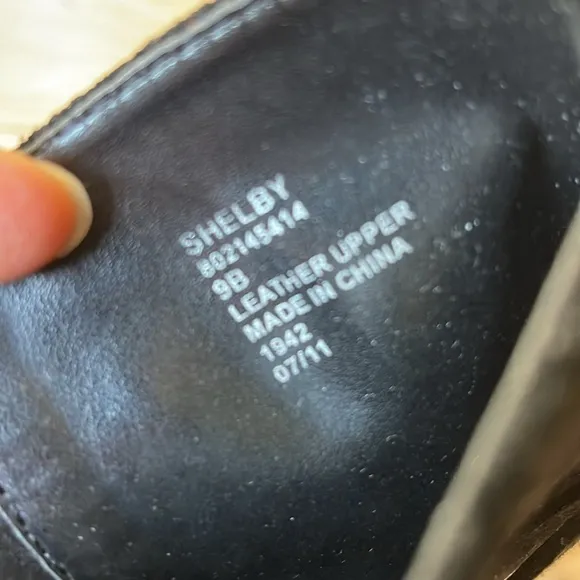 SHELBY
802145414
9B
LEATHER UPPER
MADE IN CHINA
1942
07/11